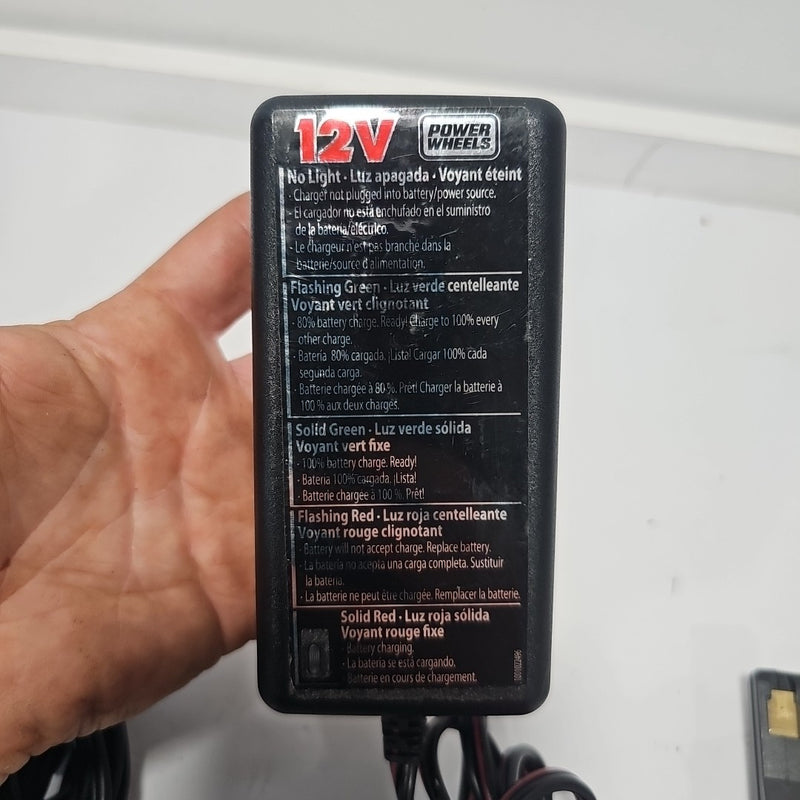 12V
POWER
WHEELS
No Light · Luz apagada · Voyant éteint
· Charger not plugged into battery/power source.
· El cargador no está enchufado en el suministro
de la batería/eléctrico.
· Le chargeur n'est pas branché dans la
batterie/source d'alimentation.
Flashing Green · Luz verde centelleante
Voyant vert clignotant
· 80% battery charge. Ready! Charge to 100% every
other charge.
· Batería 80% cargada. ¡Lista! Cargar 100% cada
segunda carga.
· Batterie chargée à 80 %. Prêt! Charger la batterie à
100 % aux deux charges.
Solid Green · Luz verde sólida
Voyant vert fixe
· 100% battery charge. Ready!
· Batería 100% cargada. ¡Lista!
· Batterie chargée à 100 %. Prêt!
Flashing Red · Luz roja centelleante
Voyant rouge clignotant
· Battery will not accept charge. Replace battery.
· La batería no acepta una carga completa. Sustituir
la batería.
· La batterie ne peut être chargée. Remplacer la batterie.
Solid Red · Luz roja sólida
Voyant rouge fixe
· Battery charging.
· La batería se está cargando.
· Batterie en cours de chargement.